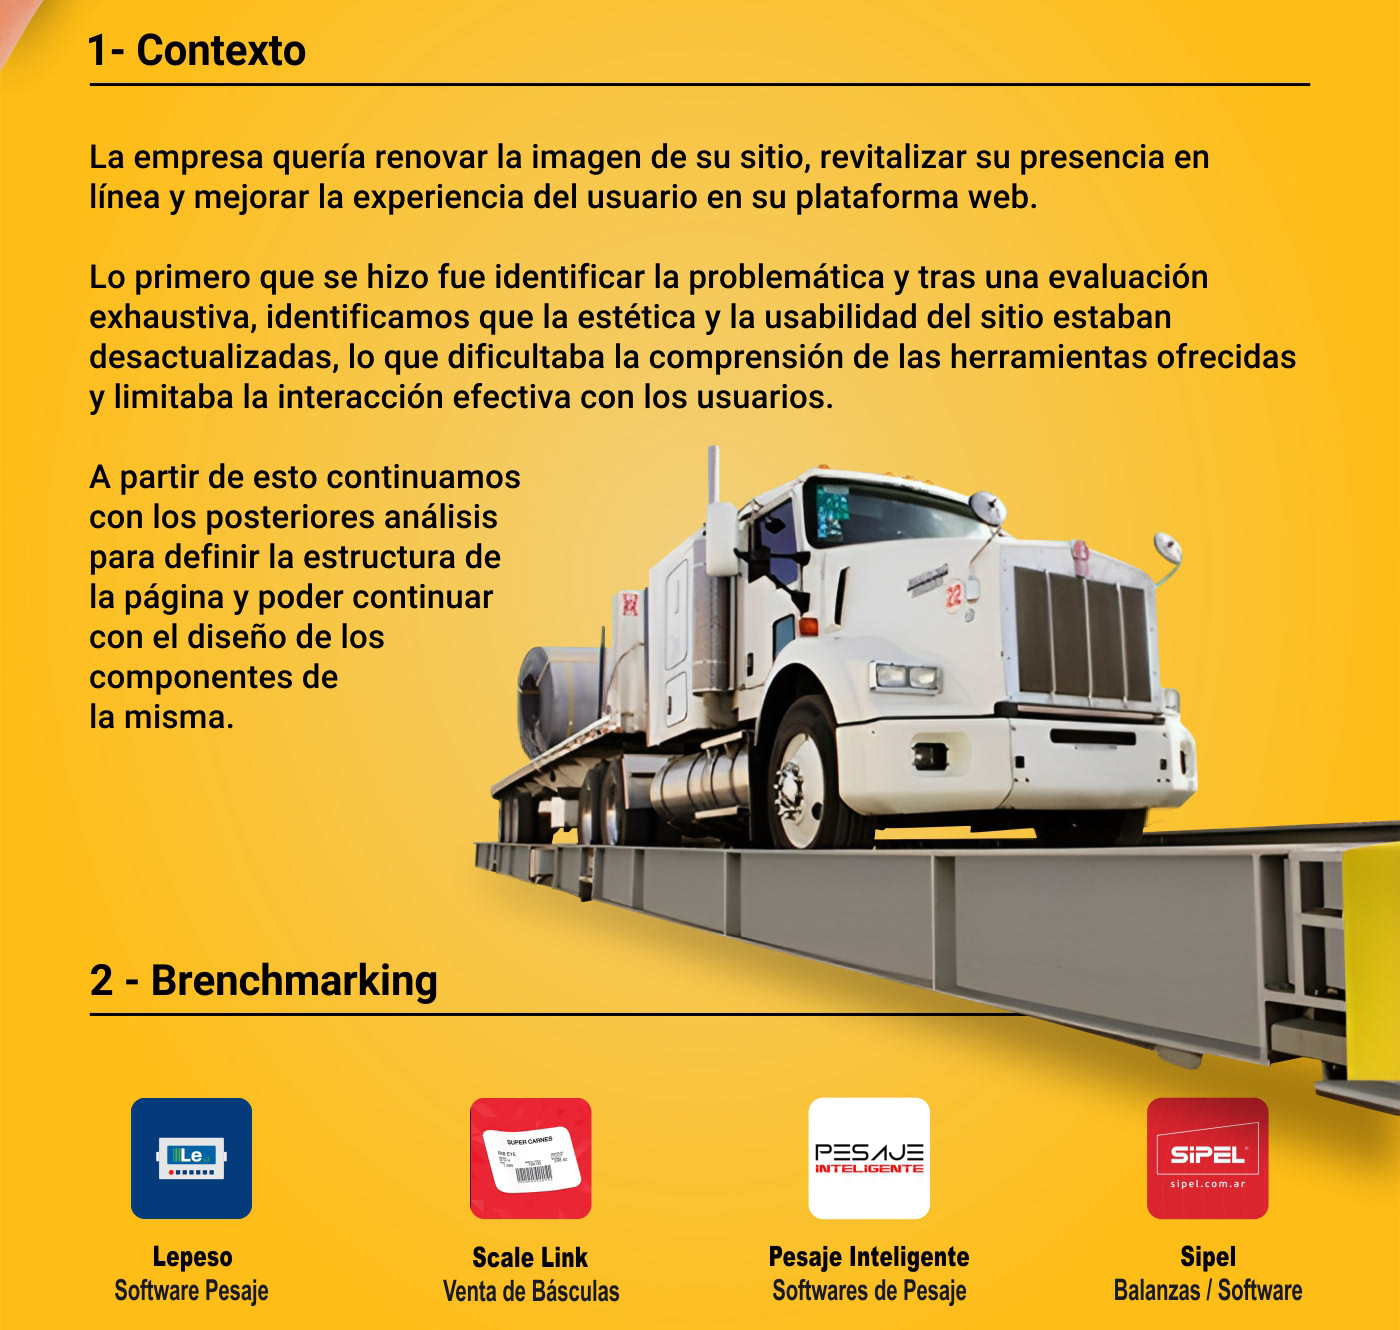 1- Contexto
La empresa quería renovar la imagen de su sitio, revitalizar su presencia en
línea y mejorar la experiencia del usuario en su plataforma web.
Lo primero que se hizo fue identificar la problemática y tras una evaluación
exhaustiva, identificamos que la estética y la usabilidad del sitio estaban
desactualizadas, lo que dificultaba la comprensión de las herramientas ofrecidas
y limitaba la interacción efectiva con los usuarios.
A partir de esto continuamos
con los posteriores análisis
para definir la estructura de
la página y poder continuar
con el diseño de los
componentes de
la misma.
22
2 - Brenchmarking
Le
SUPER CARNES
RIB EYE
PESAJE
INTELIGENTE
SiPEL
sipel.com.ar
Lepeso
Software Pesaje
Scale Link
Venta de Básculas
Pesaje Inteligente
Softwares de Pesaje
Sipel
Balanzas / Software